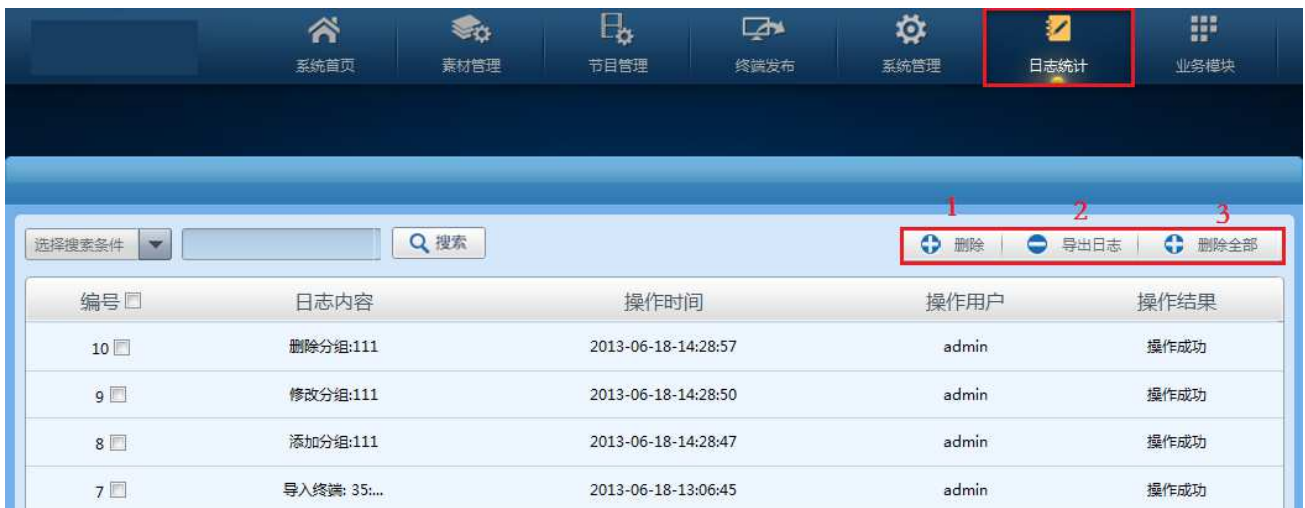 系统首页 素材管理 节目管理 终端发布 系统管理 日志统计 业务模块
1 2 3
选择搜素条件 搜索 删除 导出日志 删除全部
编号 日志内容 操作时间 操作用户 操作结果
10 删除分组:111 2013-06-18-14:28:57 admin 操作成功
9 修改分组:111 2013-06-18-14:28:50 admin 操作成功
8 添加分组:111 2013-06-18-14:28:47 admin 操作成功
7 导入终端: 35:... 2013-06-18-13:06:45 admin 操作成功